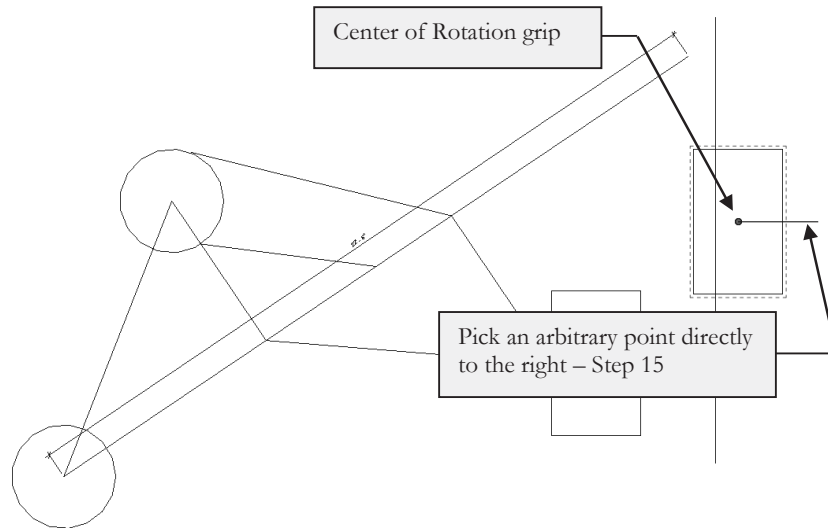 Center of Rotation grip
Pick an arbitrary point directly
to the right – Step 15